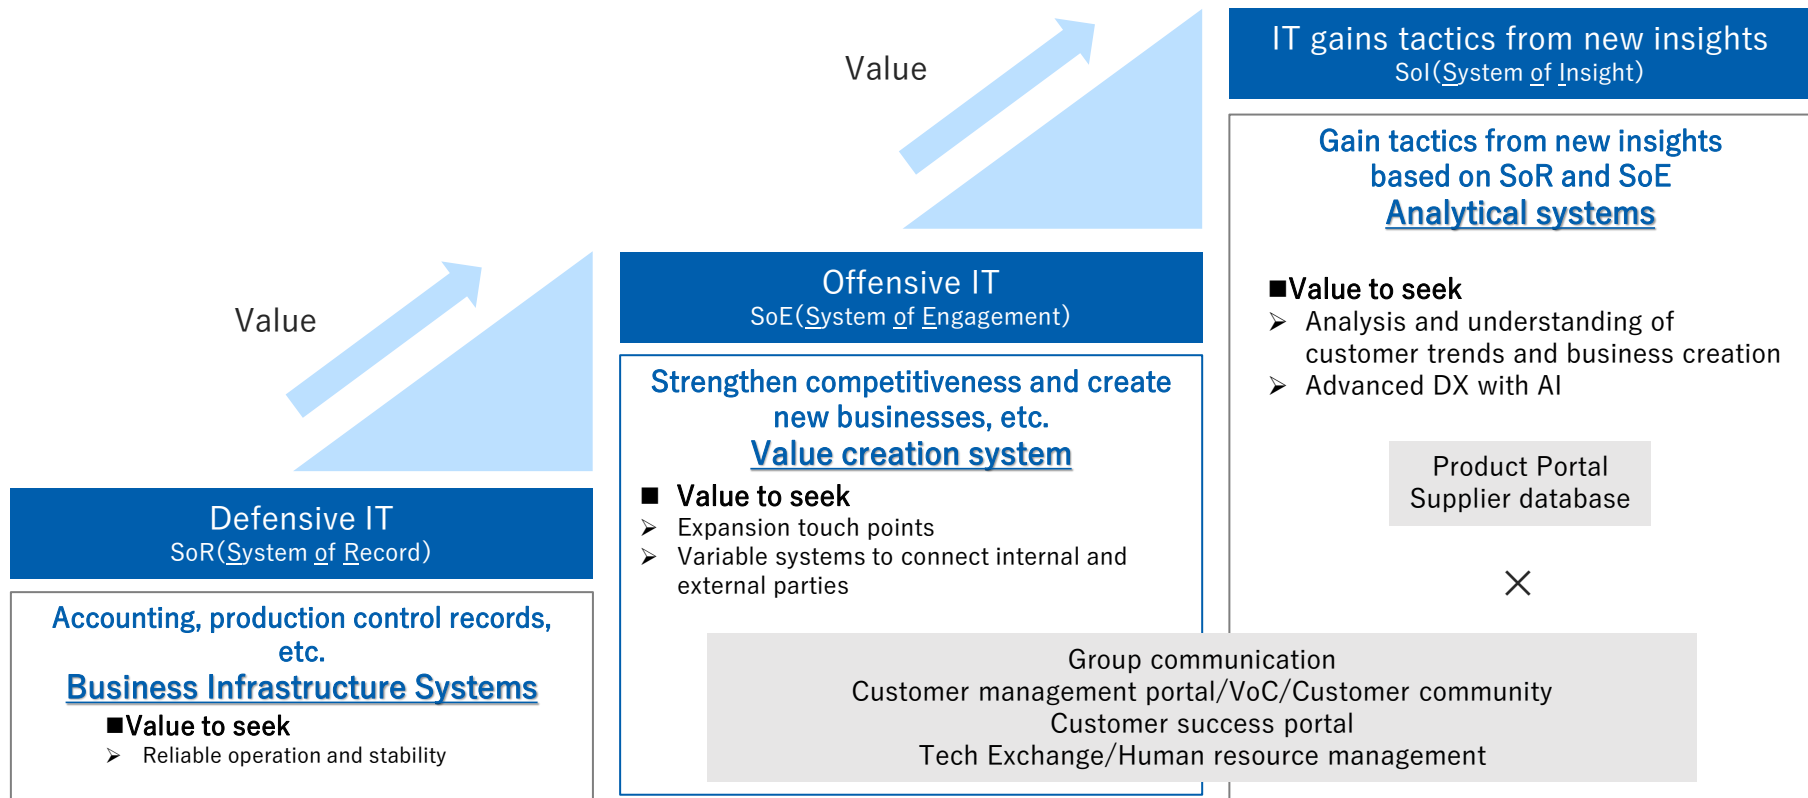 Value
Value
Defensive IT
SoR(System of Record)
Accounting, production control records,
etc.
Business Infrastructure Systems
■Value to seek
➢ Reliable operation and stability
Offensive IT
SoE(System of Engagement)
Strengthen competitiveness and create
new businesses, etc.
Value creation system
■ Value to seek
➢ Expansion touch points
➢ Variable systems to connect internal and
external parties
IT gains tactics from new insights
SoI(System of Insight)
Gain tactics from new insights
based on SoR and SoE
Analytical systems
■Value to seek
➢ Analysis and understanding of
customer trends and business creation
➢ Advanced DX with AI
Product Portal
Supplier database
×
Group communication
Customer management portal/VoC/Customer community
Customer success portal
Tech Exchange/Human resource management